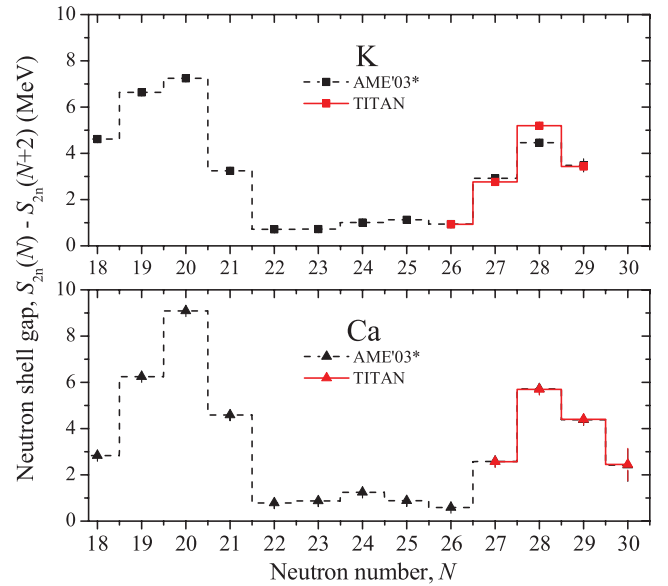 Neutron shell gap, S2n(N) - S2n(N+2) (MeV)
10
8
6
4
2
0
K
AME'03*
TITAN
18 19 20 21 22 23 24 25 26 27 28 29 30
10
8
6
4
2
0
Ca
AME'03*
TITAN
18 19 20 21 22 23 24 25 26 27 28 29 30
Neutron number, N